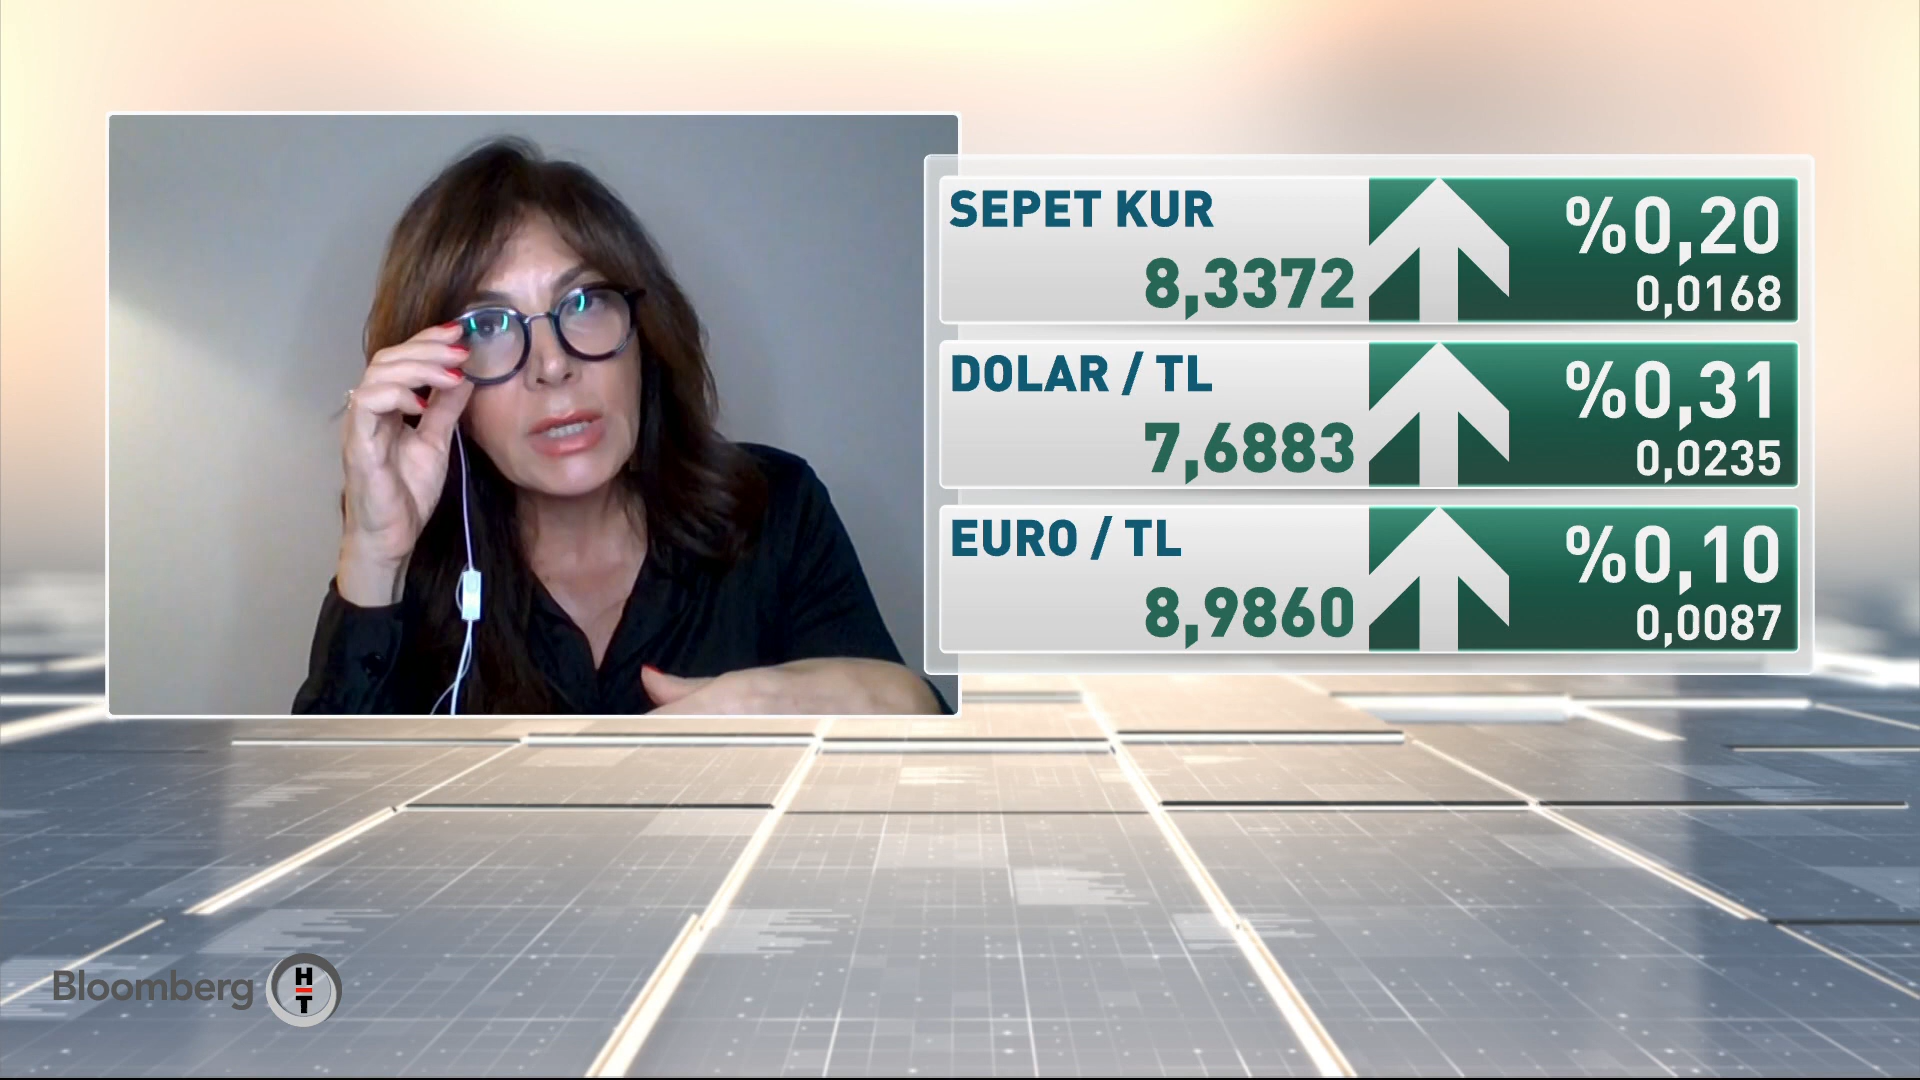 SEPET KUR
8,3372
%0,20
0,0168
DOLAR / TL
7,6883
%0,31
0,0235
EURO / TL
8,9860
%0,10
0,0087
Bloomberg HT